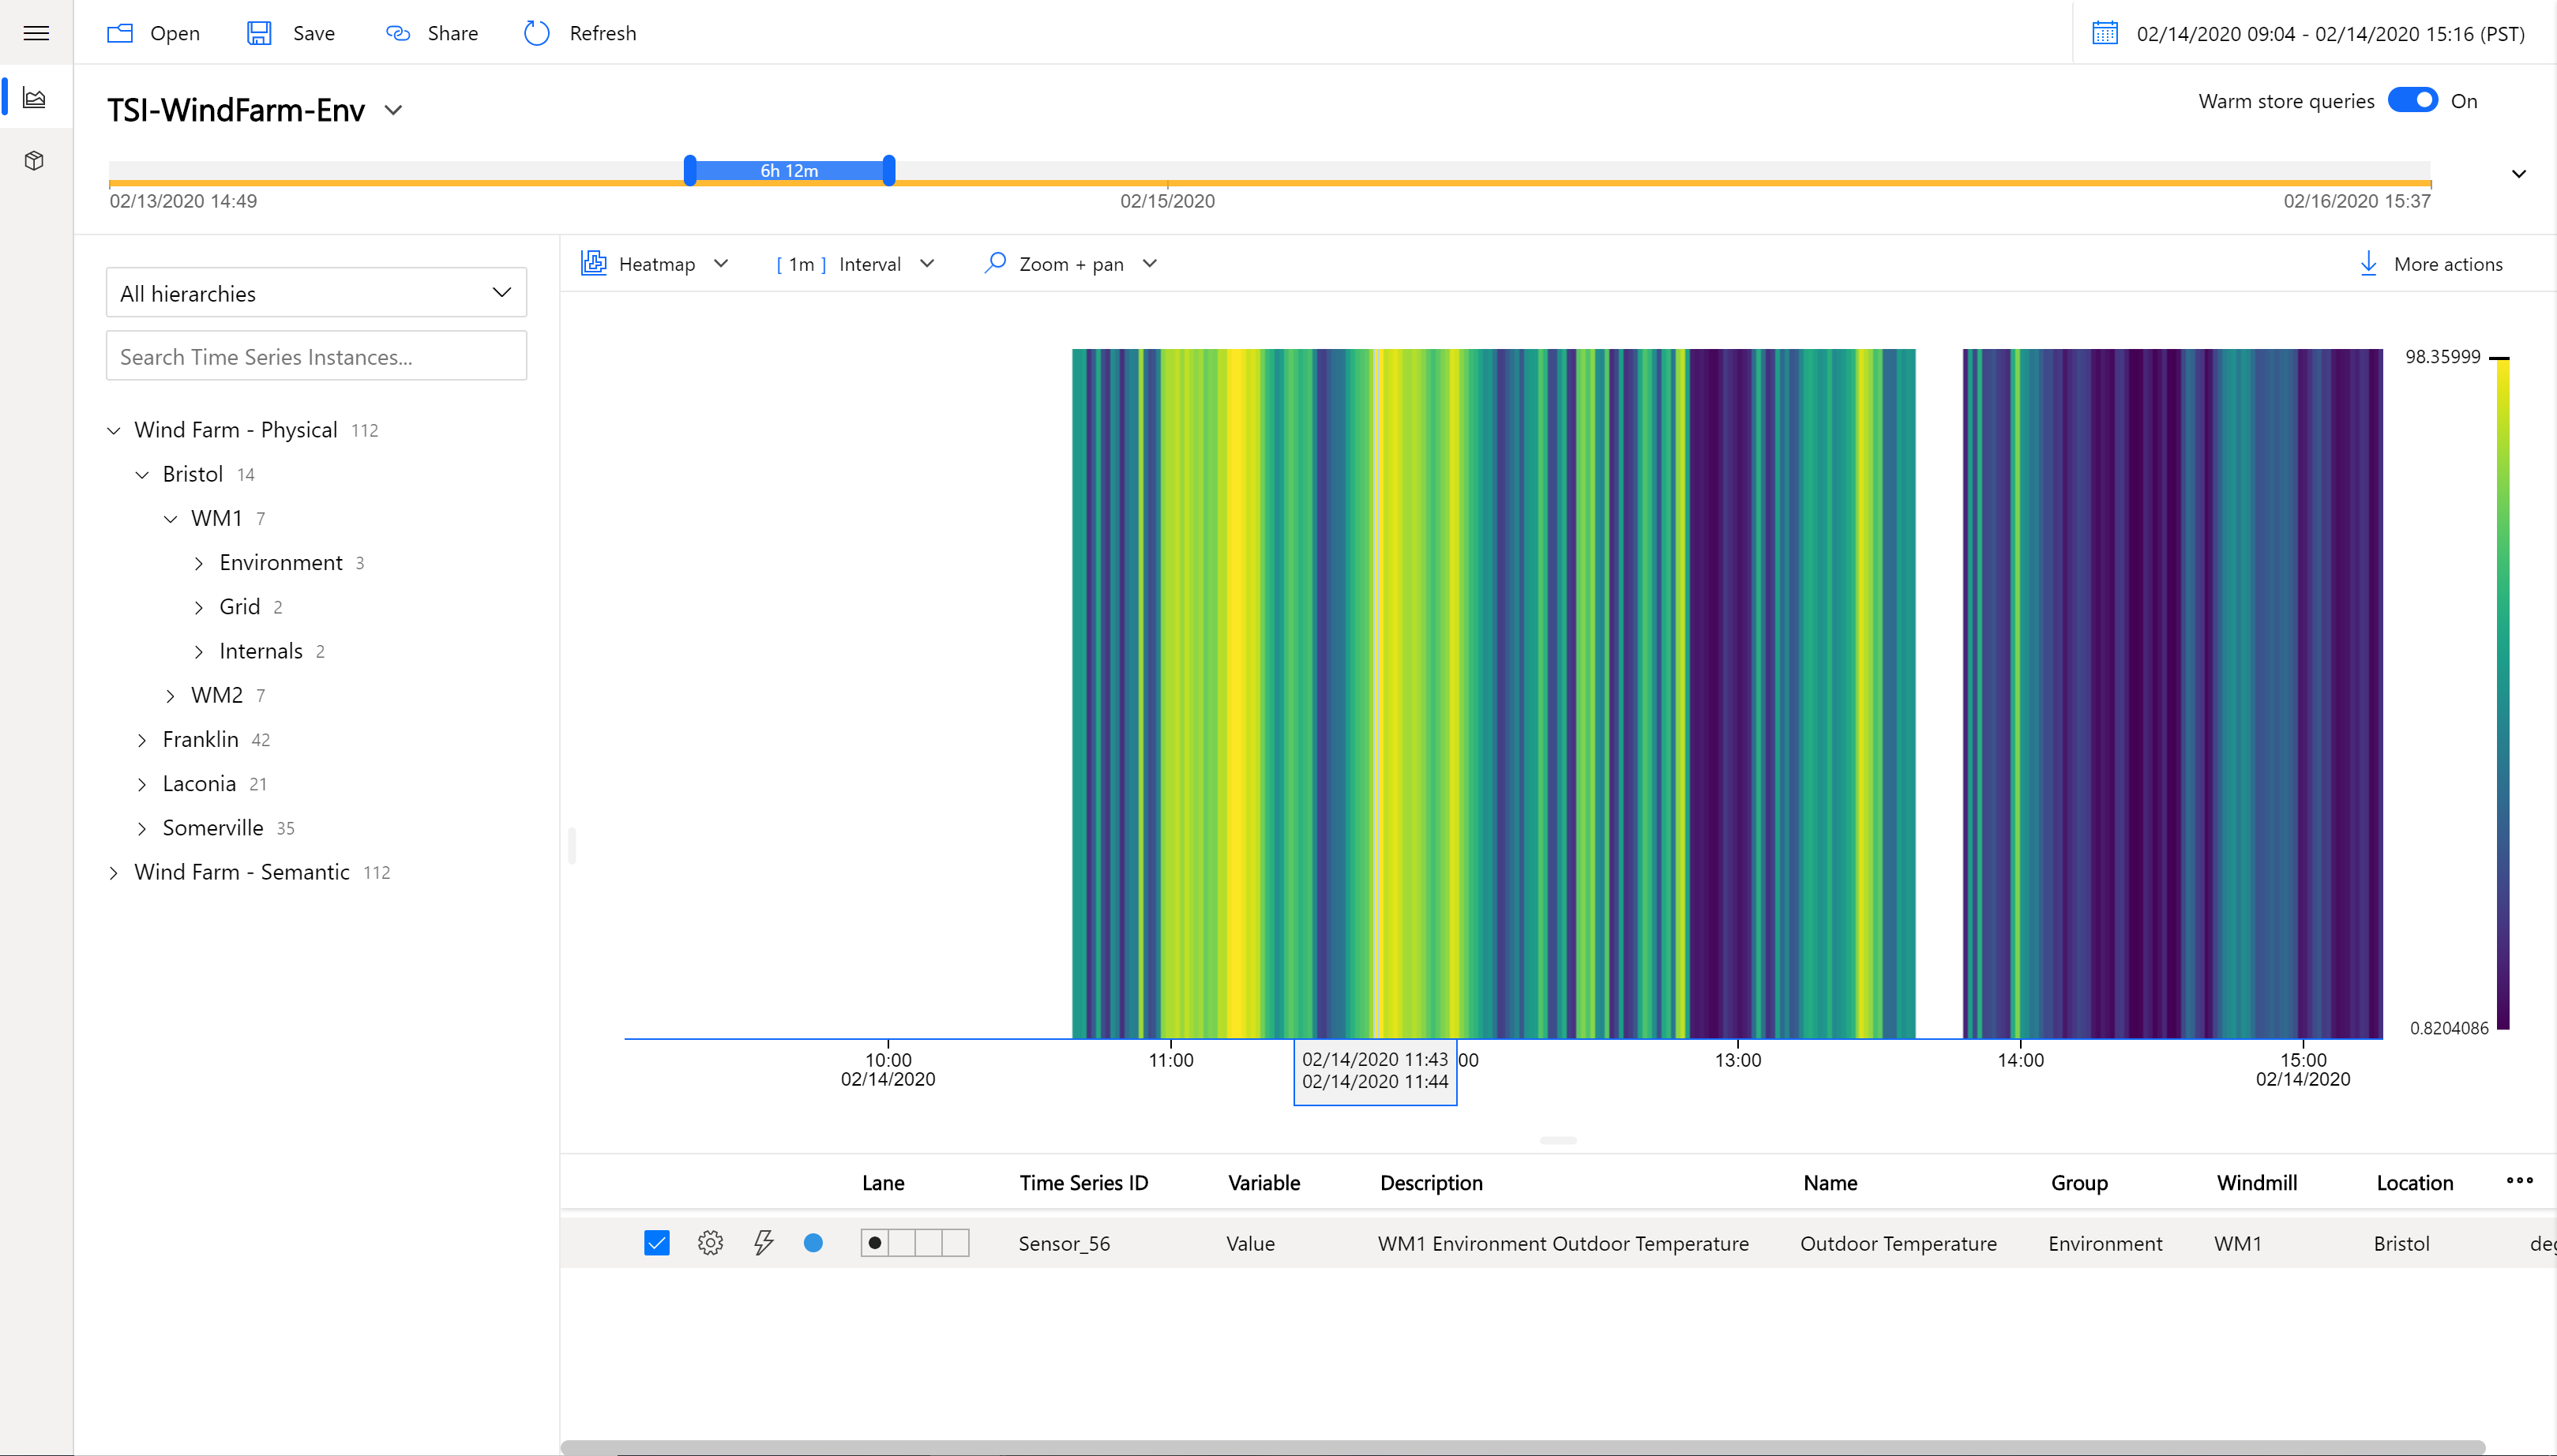 Open Save Share Refresh 02/14/2020 09:04 - 02/14/2020 15:16 (PST)
TSI-WindFarm-Env
Warm store queries On
6h 12m
02/13/2020 14:49 02/15/2020 02/16/2020 15:37
Heatmap [ 1m ] Interval Zoom + pan More actions
All hierarchies
Search Time Series Instances...
Wind Farm - Physical 112
Bristol 14
WM1 7
Environment 3
Grid 2
Internals 2
WM2 7
Franklin 42
Laconia 21
Somerville 35
Wind Farm - Semantic 112
98.35999
0.8204086
10:00 11:00 02/14/2020 11:43 00 13:00 14:00 15:00
02/14/2020 02/14/2020 11:44 02/14/2020
Lane Time Series ID Variable Description Name Group Windmill Location
Sensor_56 Value WM1 Environment Outdoor Temperature Outdoor Temperature Environment WM1 Bristol